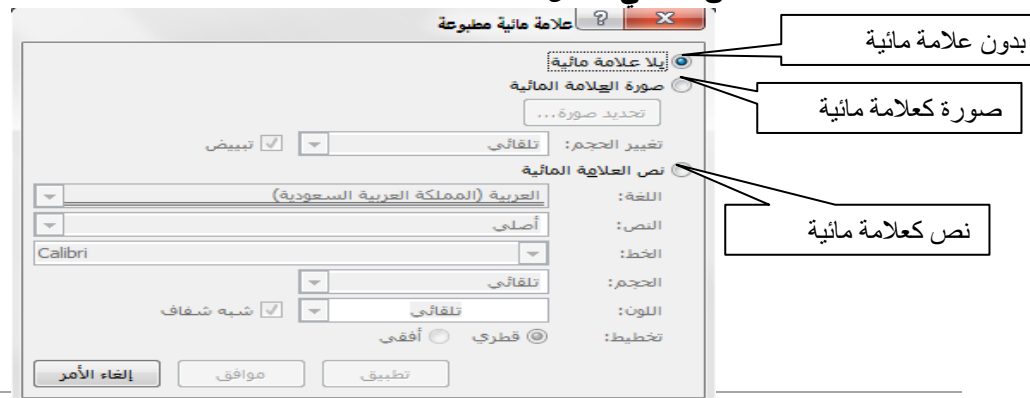 علامة مائية مطبوعة
بدون علامة مائية
بلا علامة مائية
صورة العلامة المائية
صورة كعلامة مائية
تحديد صورة...
تغيير الحجم: تلقائي تبييض
نص العلامة المائية
اللغة: العربية (المملكة العربية السعودية)
النص: أصلي
نص كعلامة مائية
الخط: Calibri
الحجم: تلقائي
اللون: تلقائي شبه شفاف
تخطيط: قطري أفقي
تطبيق موافق إلغاء الأمر